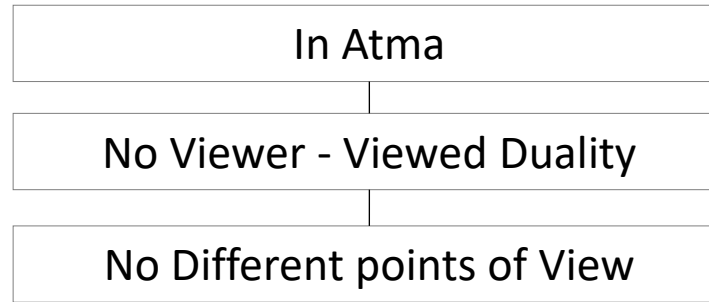 In Atma
No Viewer - Viewed Duality
No Different points of View